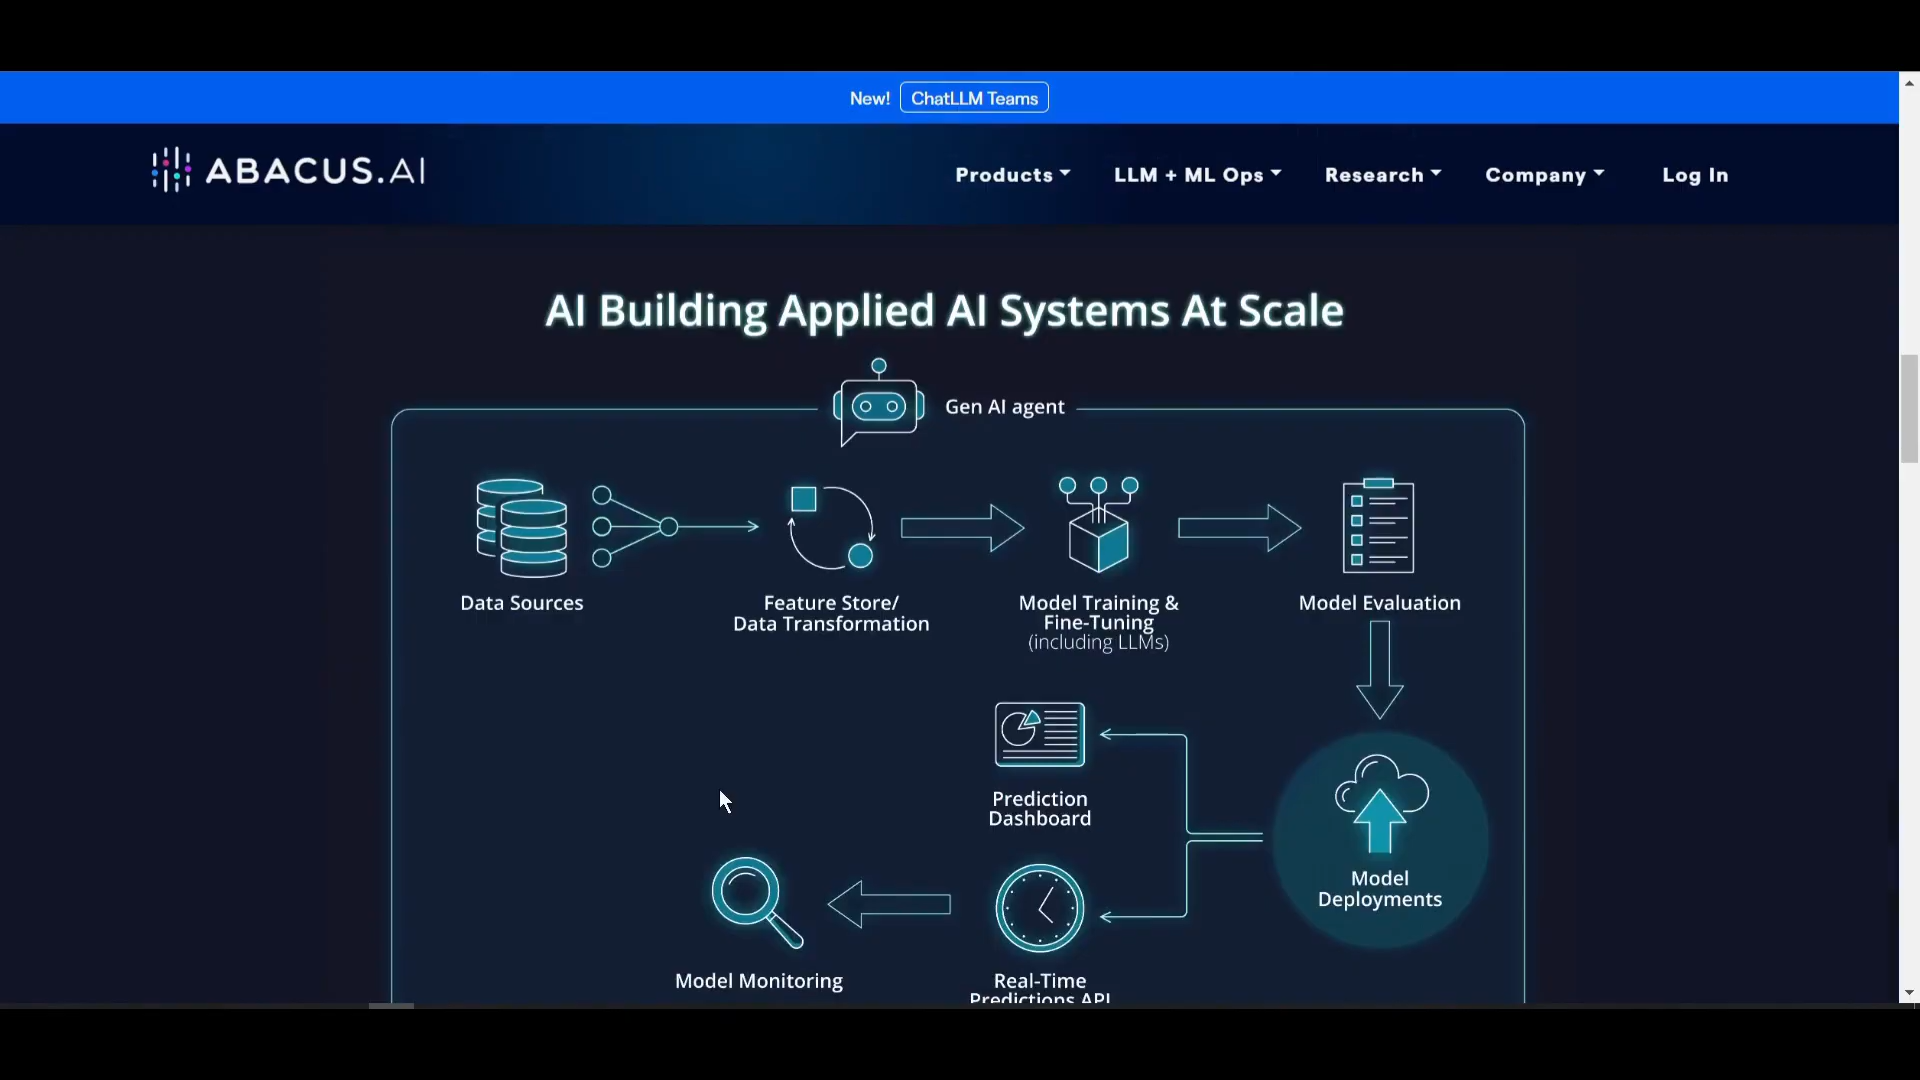 New! ChatLLM Teams
ABACUS.AI
Products LLM + ML Ops Research Company Log In
AI Building Applied AI Systems At Scale
Gen AI agent
Data Sources
Feature Store/
Data Transformation
Model Training &
Fine-Tuning
(including LLMs)
Model Evaluation
Prediction
Dashboard
Model
Deployments
Model Monitoring
Real-Time
Predictions API